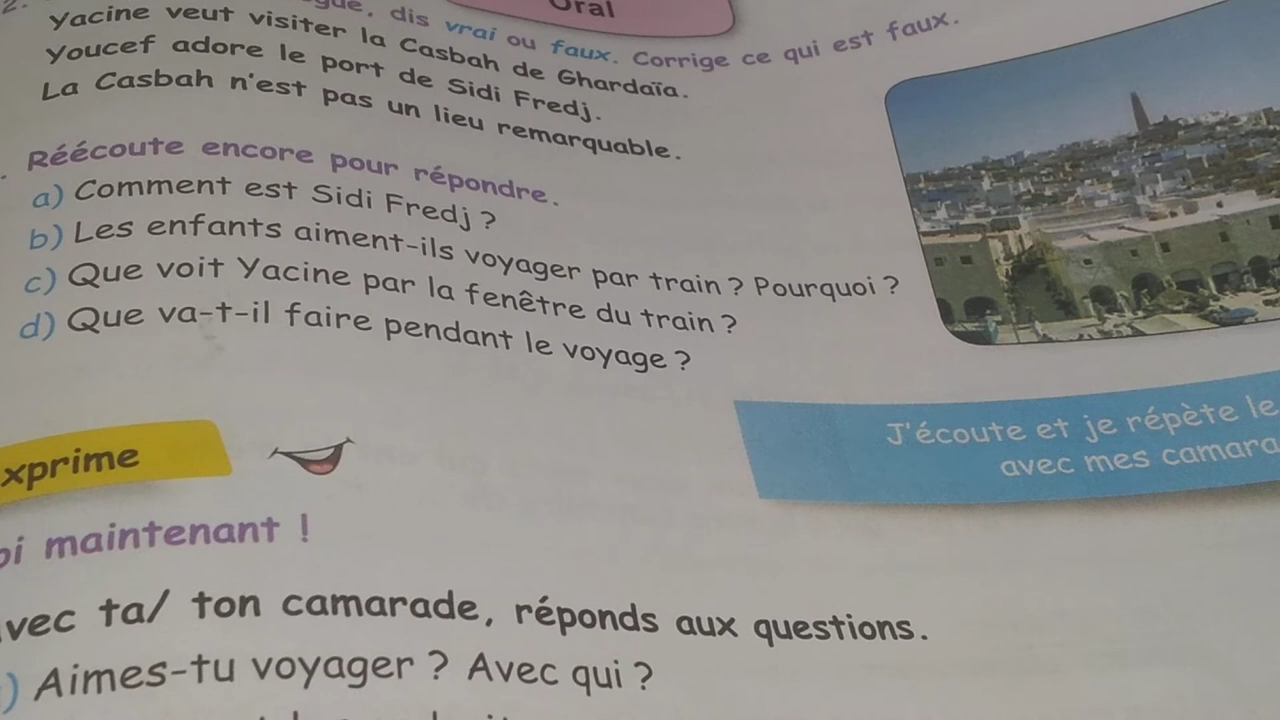 Oral
2. dis vrai ou faux. Corrige ce qui est faux.
Yacine veut visiter la Casbah de Ghardaïa.
Youcef adore le port de Sidi Fredj.
La Casbah n'est pas un lieu remarquable.
. Réécoute encore pour répondre.
a) Comment est Sidi Fredj ?
b) Les enfants aiment-ils voyager par train ? Pourquoi ?
c) Que voit Yacine par la fenêtre du train ?
d) Que va-t-il faire pendant le voyage ?
J'écoute et je répète le
avec mes camara
xprime
oi maintenant !
vec ta/ ton camarade, réponds aux questions.
) Aimes-tu voyager ? Avec qui ?